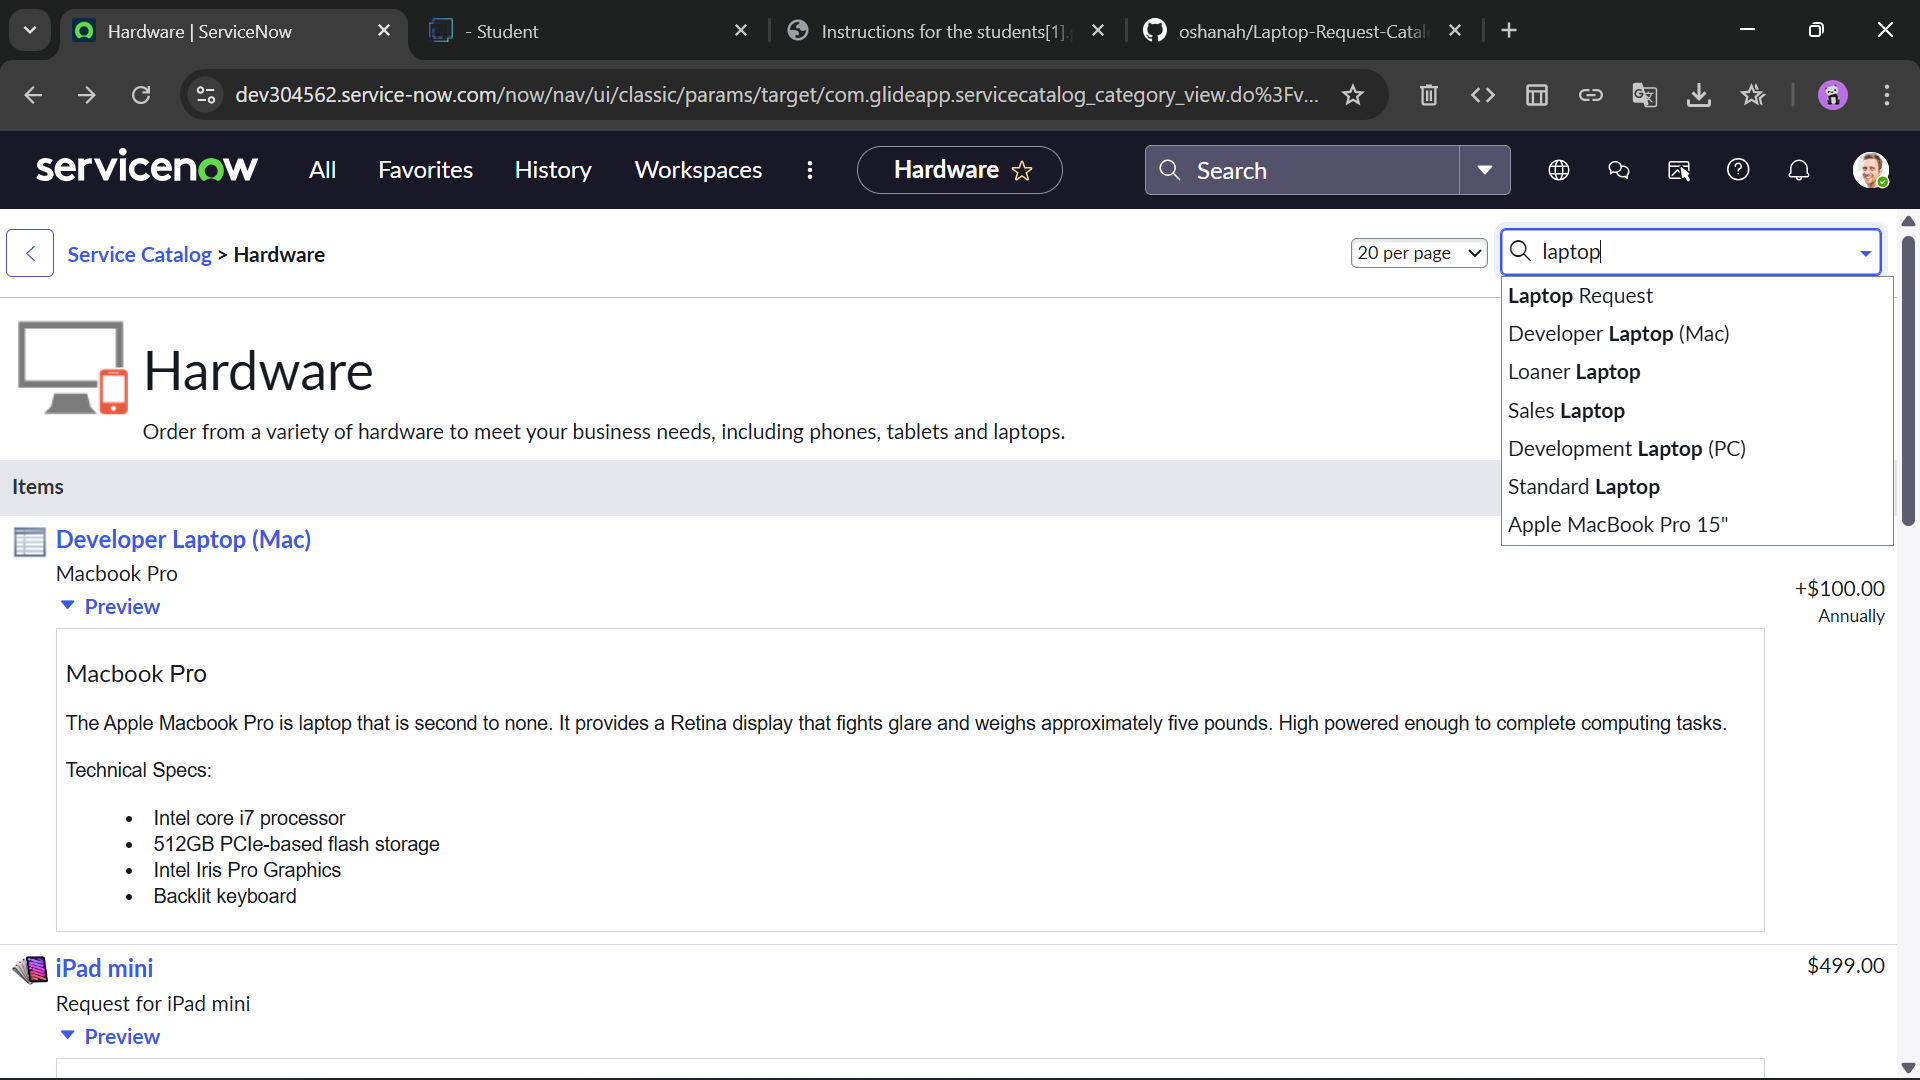 Hardware | ServiceNow
- Student
Instructions for the students[1].
oshanah/Laptop-Request-Catal
dev304562.service-now.com/now/nav/ui/classic/params/target/com.glideapp.servicecatalog_category_view.do%3Fv...
servicenow
All
Favorites
History
Workspaces
Hardware
Search
Service Catalog > Hardware
20 per page
laptop
Laptop Request
Developer Laptop (Mac)
Loaner Laptop
Sales Laptop
Development Laptop (PC)
Standard Laptop
Apple MacBook Pro 15"
Hardware
Order from a variety of hardware to meet your business needs, including phones, tablets and laptops.
Items
Developer Laptop (Mac)
Macbook Pro
Preview
+$100.00
Annually
Macbook Pro
The Apple Macbook Pro is laptop that is second to none. It provides a Retina display that fights glare and weighs approximately five pounds. High powered enough to complete computing tasks.
Technical Specs:
• Intel core i7 processor
• 512GB PCIe-based flash storage
• Intel Iris Pro Graphics
• Backlit keyboard
iPad mini
$499.00
Request for iPad mini
Preview